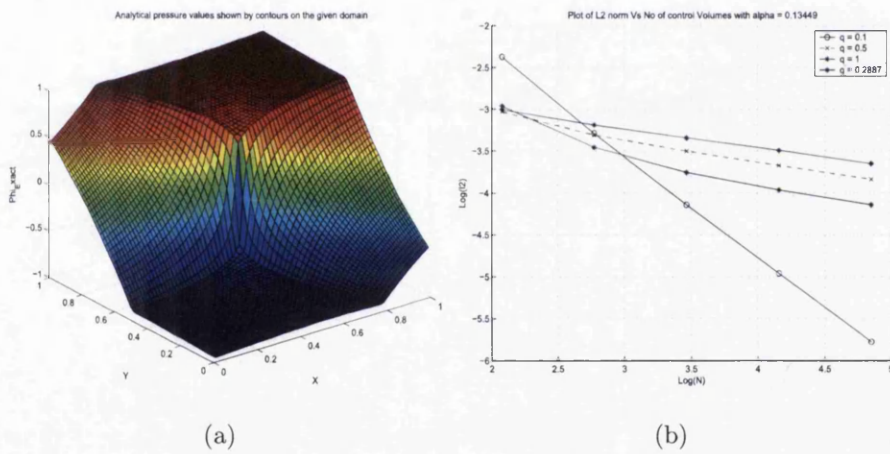 Analytical pressure values shown by contours on the given domain
1
0.5
0
−0.5
−1
Phi_Exact
1
0.8
0.6
0.4
0.2
0
Y
0
0.2
0.4
0.6
0.8
1
X
(a)
Plot of L2 norm Vs No of control Volumes with alpha = 0.13449
q = 0.1
q = 0.5
q = 1
q = 0.2887
−2
−2.5
−3
−3.5
−4
−4.5
−5
−5.5
−6
Log(l2)
2
2.5
3
3.5
4
4.5
5
Log(N)
(b)